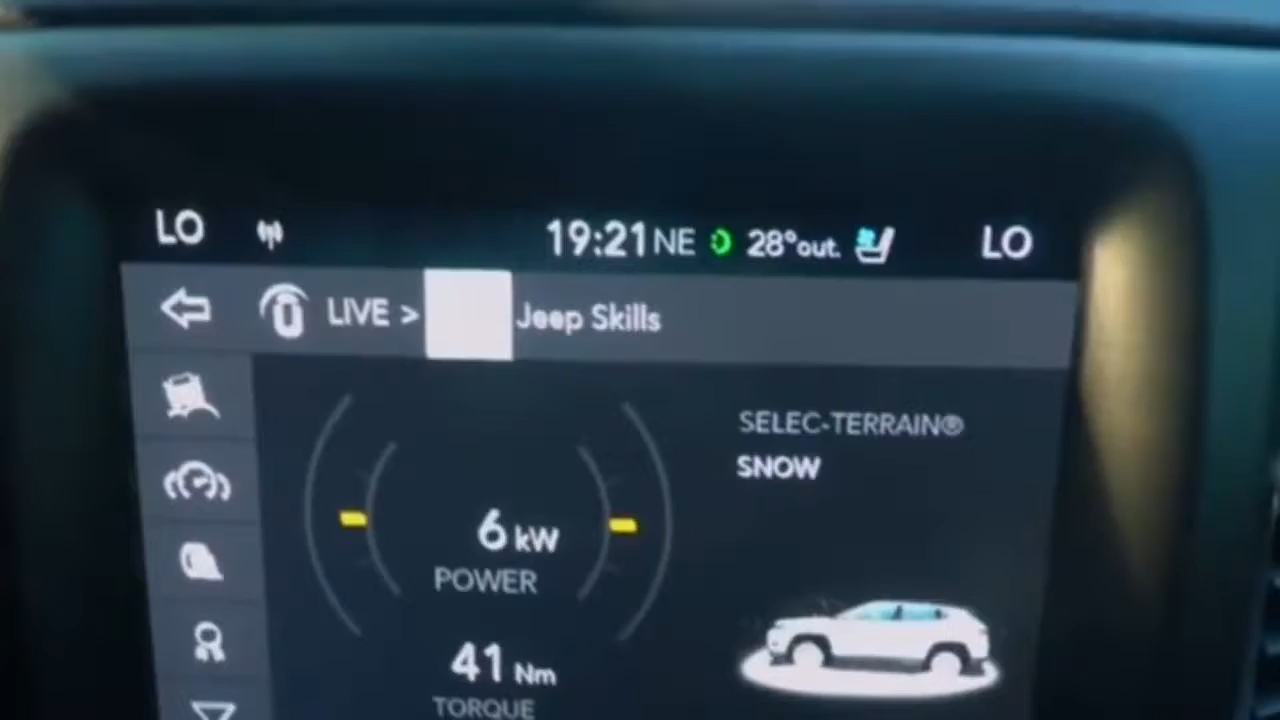 LO 19:21 NE 28°out. LO
LIVE > Jeep Skills
SELEC-TERRAIN®
SNOW
6 kW
POWER
41 Nm
TORQUE